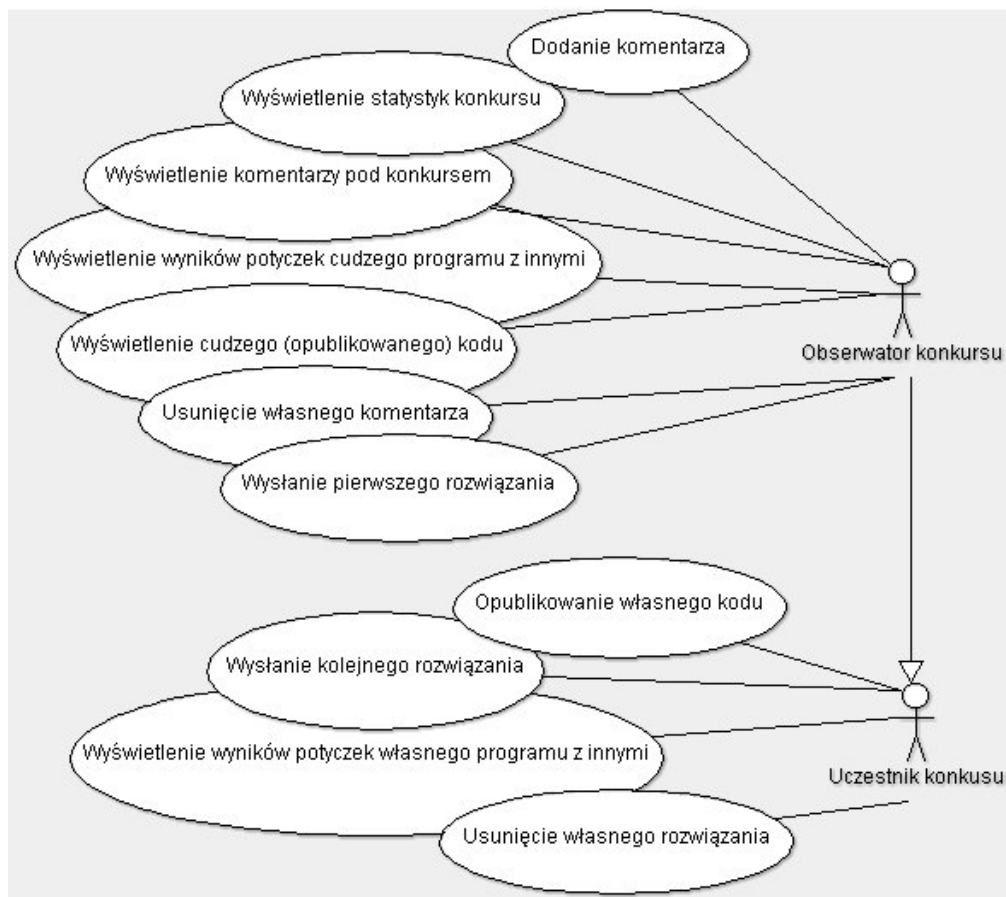 Dodanie komentarza
Wyświetlenie statystyk konkursu
Wyświetlenie komentarzy pod konkursem
Wyświetlenie wyników potyczek cudzego programu z innymi
Wyświetlenie cudzego (opublikowanego) kodu
Obserwator konkursu
Usunięcie własnego komentarza
Wysłanie pierwszego rozwiązania
Opublikowanie własnego kodu
Wysłanie kolejnego rozwiązania
Wyświetlenie wyników potyczek własnego programu z innymi
Uczestnik konkusu
Usunięcie własnego rozwiązania